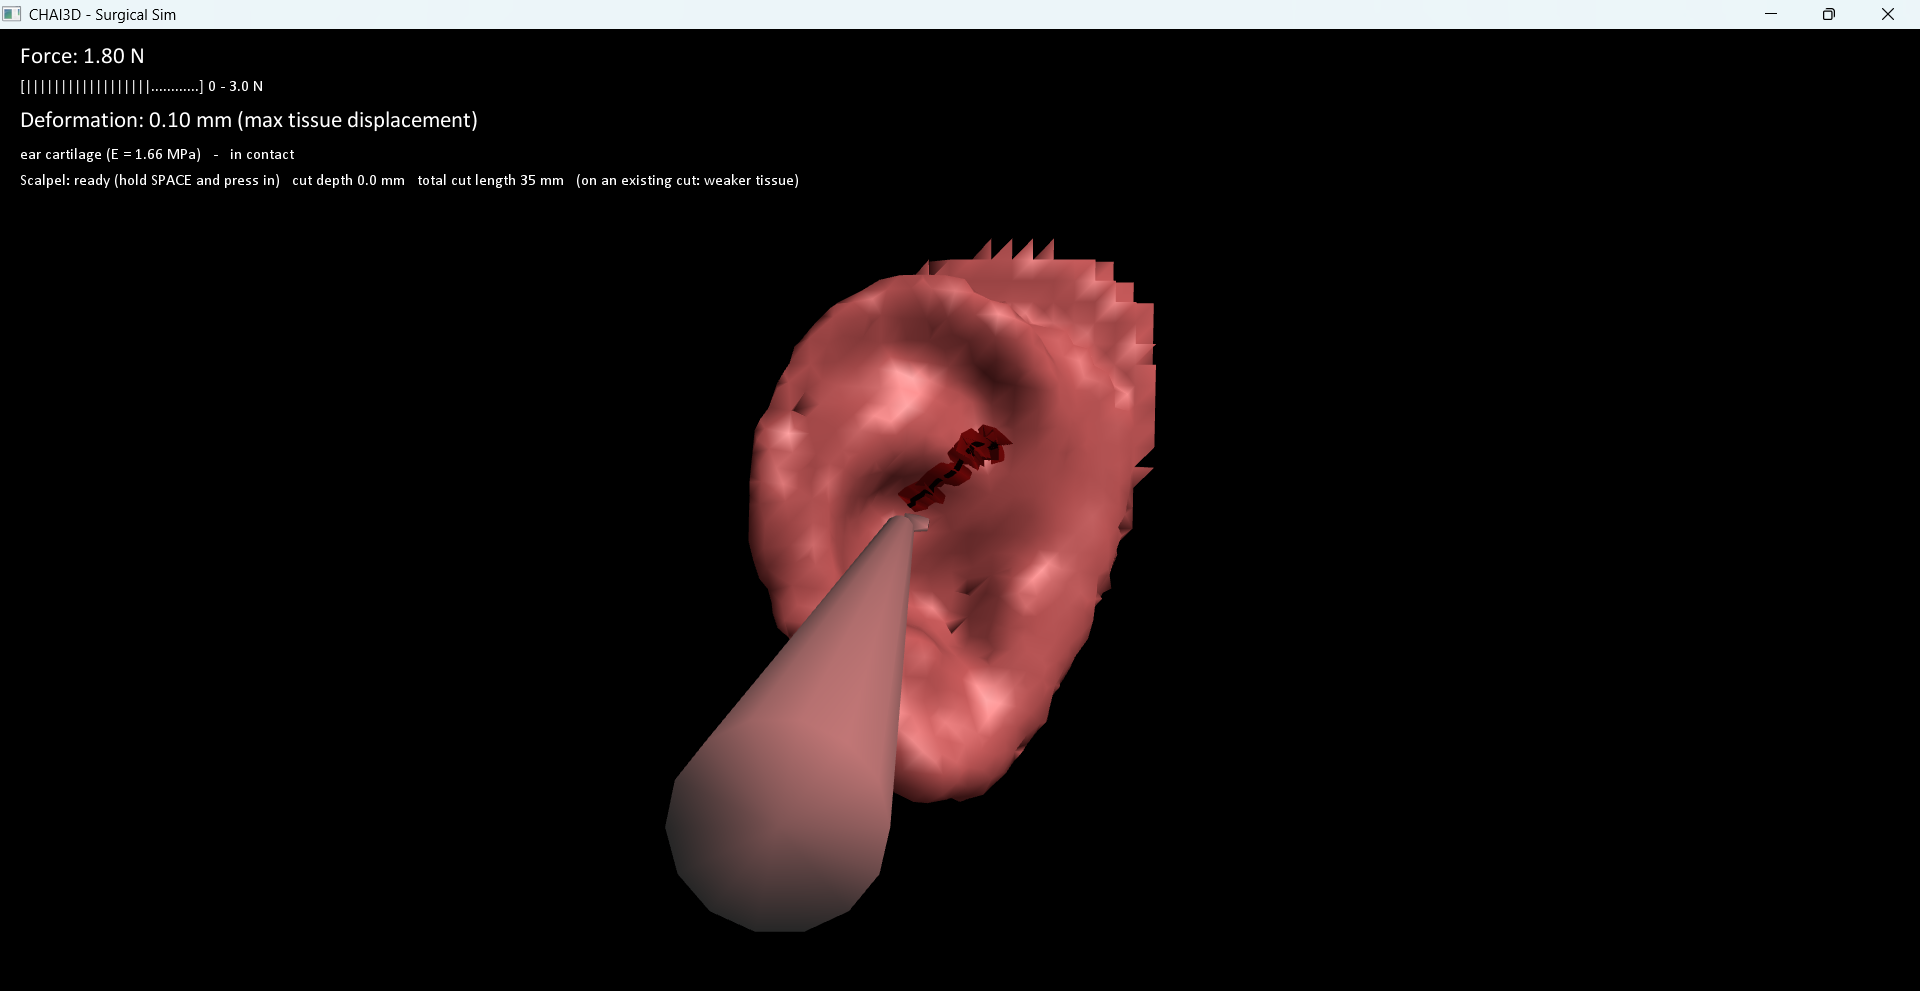 CHAI3D - Surgical Sim
Force: 1.80 N
[||||||||||||||||||............] 0 - 3.0 N
Deformation: 0.10 mm (max tissue displacement)
ear cartilage (E = 1.66 MPa)   -   in contact
Scalpel: ready (hold SPACE and press in)   cut depth 0.0 mm   total cut length 35 mm   (on an existing cut: weaker tissue)